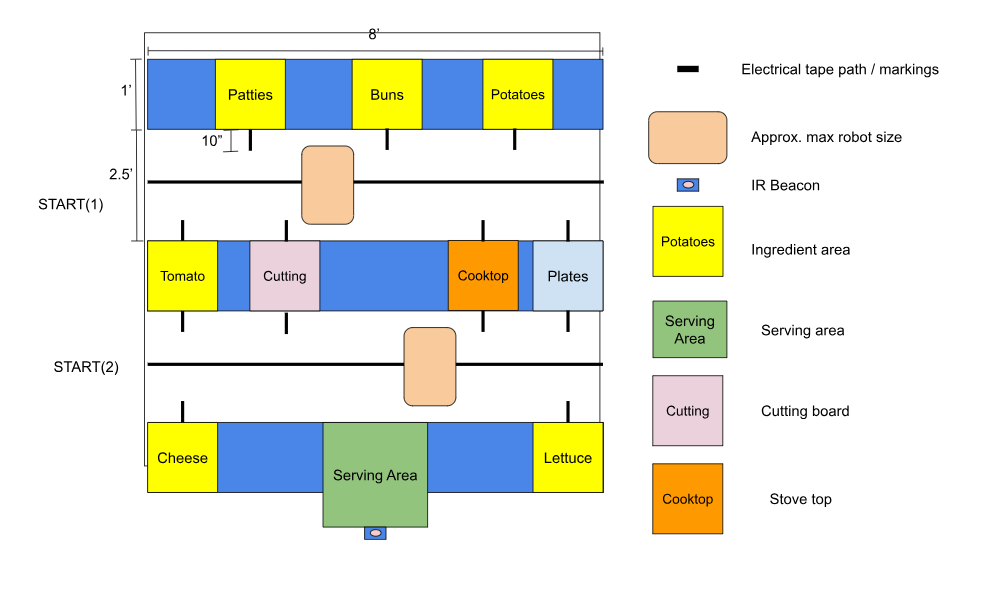 8’
1’
Patties
Buns
Potatoes
10”
2.5’
START(1)
Tomato
Cutting
Cooktop
Plates
START(2)
Cheese
Serving Area
Lettuce
Electrical tape path / markings
Approx. max robot size
IR Beacon
Potatoes
Ingredient area
Serving
Area
Serving area
Cutting
Cutting board
Cooktop
Stove top